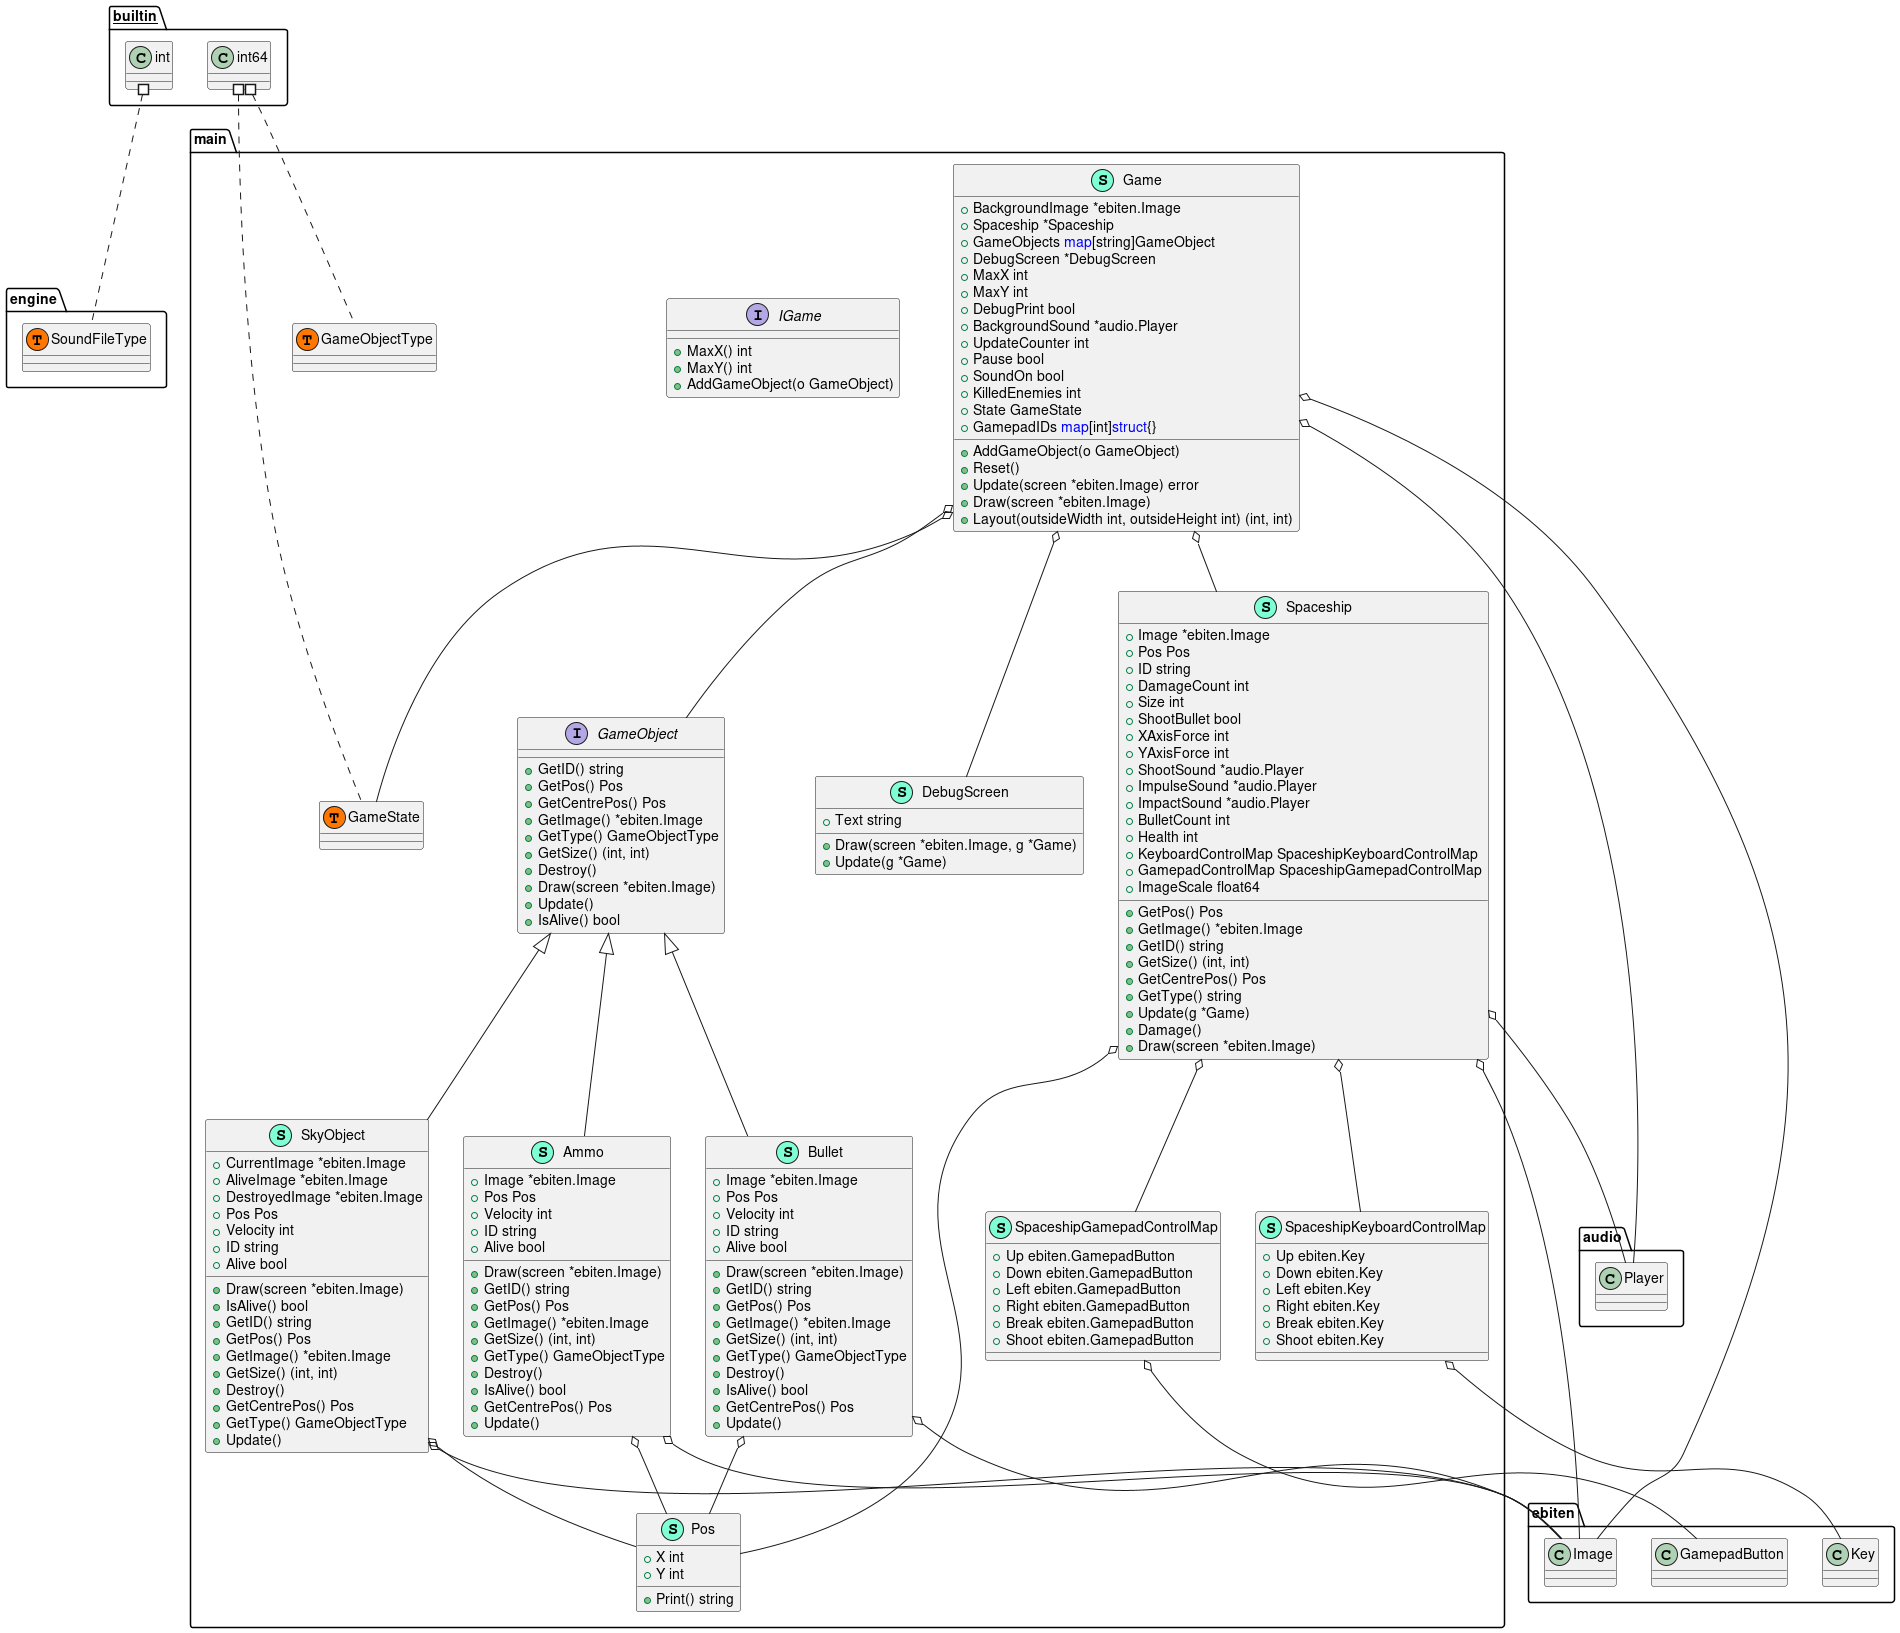 builtin
C int
C int64
main
engine
T SoundFileType
T GameObjectType
I IGame
MaxX() int
MaxY() int
AddGameObject(o GameObject)
S Game
BackgroundImage *ebiten.Image
Spaceship *Spaceship
GameObjects map[string]GameObject
DebugScreen *DebugScreen
MaxX int
MaxY int
DebugPrint bool
BackgroundSound *audio.Player
UpdateCounter int
Pause bool
SoundOn bool
KilledEnemies int
State GameState
GamepadIDs map[int]struct{}
AddGameObject(o GameObject)
Reset()
Update(screen *ebiten.Image) error
Draw(screen *ebiten.Image)
Layout(outsideWidth int, outsideHeight int) (int, int)
T GameState
I GameObject
GetID() string
GetPos() Pos
GetCentrePos() Pos
GetImage() *ebiten.Image
GetType() GameObjectType
GetSize() (int, int)
Destroy()
Draw(screen *ebiten.Image)
Update()
IsAlive() bool
S DebugScreen
Text string
Draw(screen *ebiten.Image, g *Game)
Update(g *Game)
S Spaceship
Image *ebiten.Image
Pos Pos
ID string
DamageCount int
Size int
ShootBullet bool
XAxisForce int
YAxisForce int
ShootSound *audio.Player
ImpulseSound *audio.Player
ImpactSound *audio.Player
BulletCount int
Health int
KeyboardControlMap SpaceshipKeyboardControlMap
GamepadControlMap SpaceshipGamepadControlMap
ImageScale float64
GetPos() Pos
GetImage() *ebiten.Image
GetID() string
GetSize() (int, int)
GetCentrePos() Pos
GetType() string
Update(g *Game)
Damage()
Draw(screen *ebiten.Image)
S SkyObject
CurrentImage *ebiten.Image
AliveImage *ebiten.Image
DestroyedImage *ebiten.Image
Pos Pos
Velocity int
ID string
Alive bool
Draw(screen *ebiten.Image)
IsAlive() bool
GetID() string
GetPos() Pos
GetImage() *ebiten.Image
GetSize() (int, int)
Destroy()
GetCentrePos() Pos
GetType() GameObjectType
Update()
S Ammo
Image *ebiten.Image
Pos Pos
Velocity int
ID string
Alive bool
Draw(screen *ebiten.Image)
GetID() string
GetPos() Pos
GetImage() *ebiten.Image
GetSize() (int, int)
GetType() GameObjectType
Destroy()
IsAlive() bool
GetCentrePos() Pos
Update()
S Bullet
Image *ebiten.Image
Pos Pos
Velocity int
ID string
Alive bool
Draw(screen *ebiten.Image)
GetID() string
GetPos() Pos
GetImage() *ebiten.Image
GetSize() (int, int)
GetType() GameObjectType
Destroy()
IsAlive() bool
GetCentrePos() Pos
Update()
S SpaceshipGamepadControlMap
Up ebiten.GamepadButton
Down ebiten.GamepadButton
Left ebiten.GamepadButton
Right ebiten.GamepadButton
Break ebiten.GamepadButton
Shoot ebiten.GamepadButton
S SpaceshipKeyboardControlMap
Up ebiten.Key
Down ebiten.Key
Left ebiten.Key
Right ebiten.Key
Break ebiten.Key
Shoot ebiten.Key
audio
C Player
S Pos
X int
Y int
Print() string
ebiten
C Image
C GamepadButton
C Key